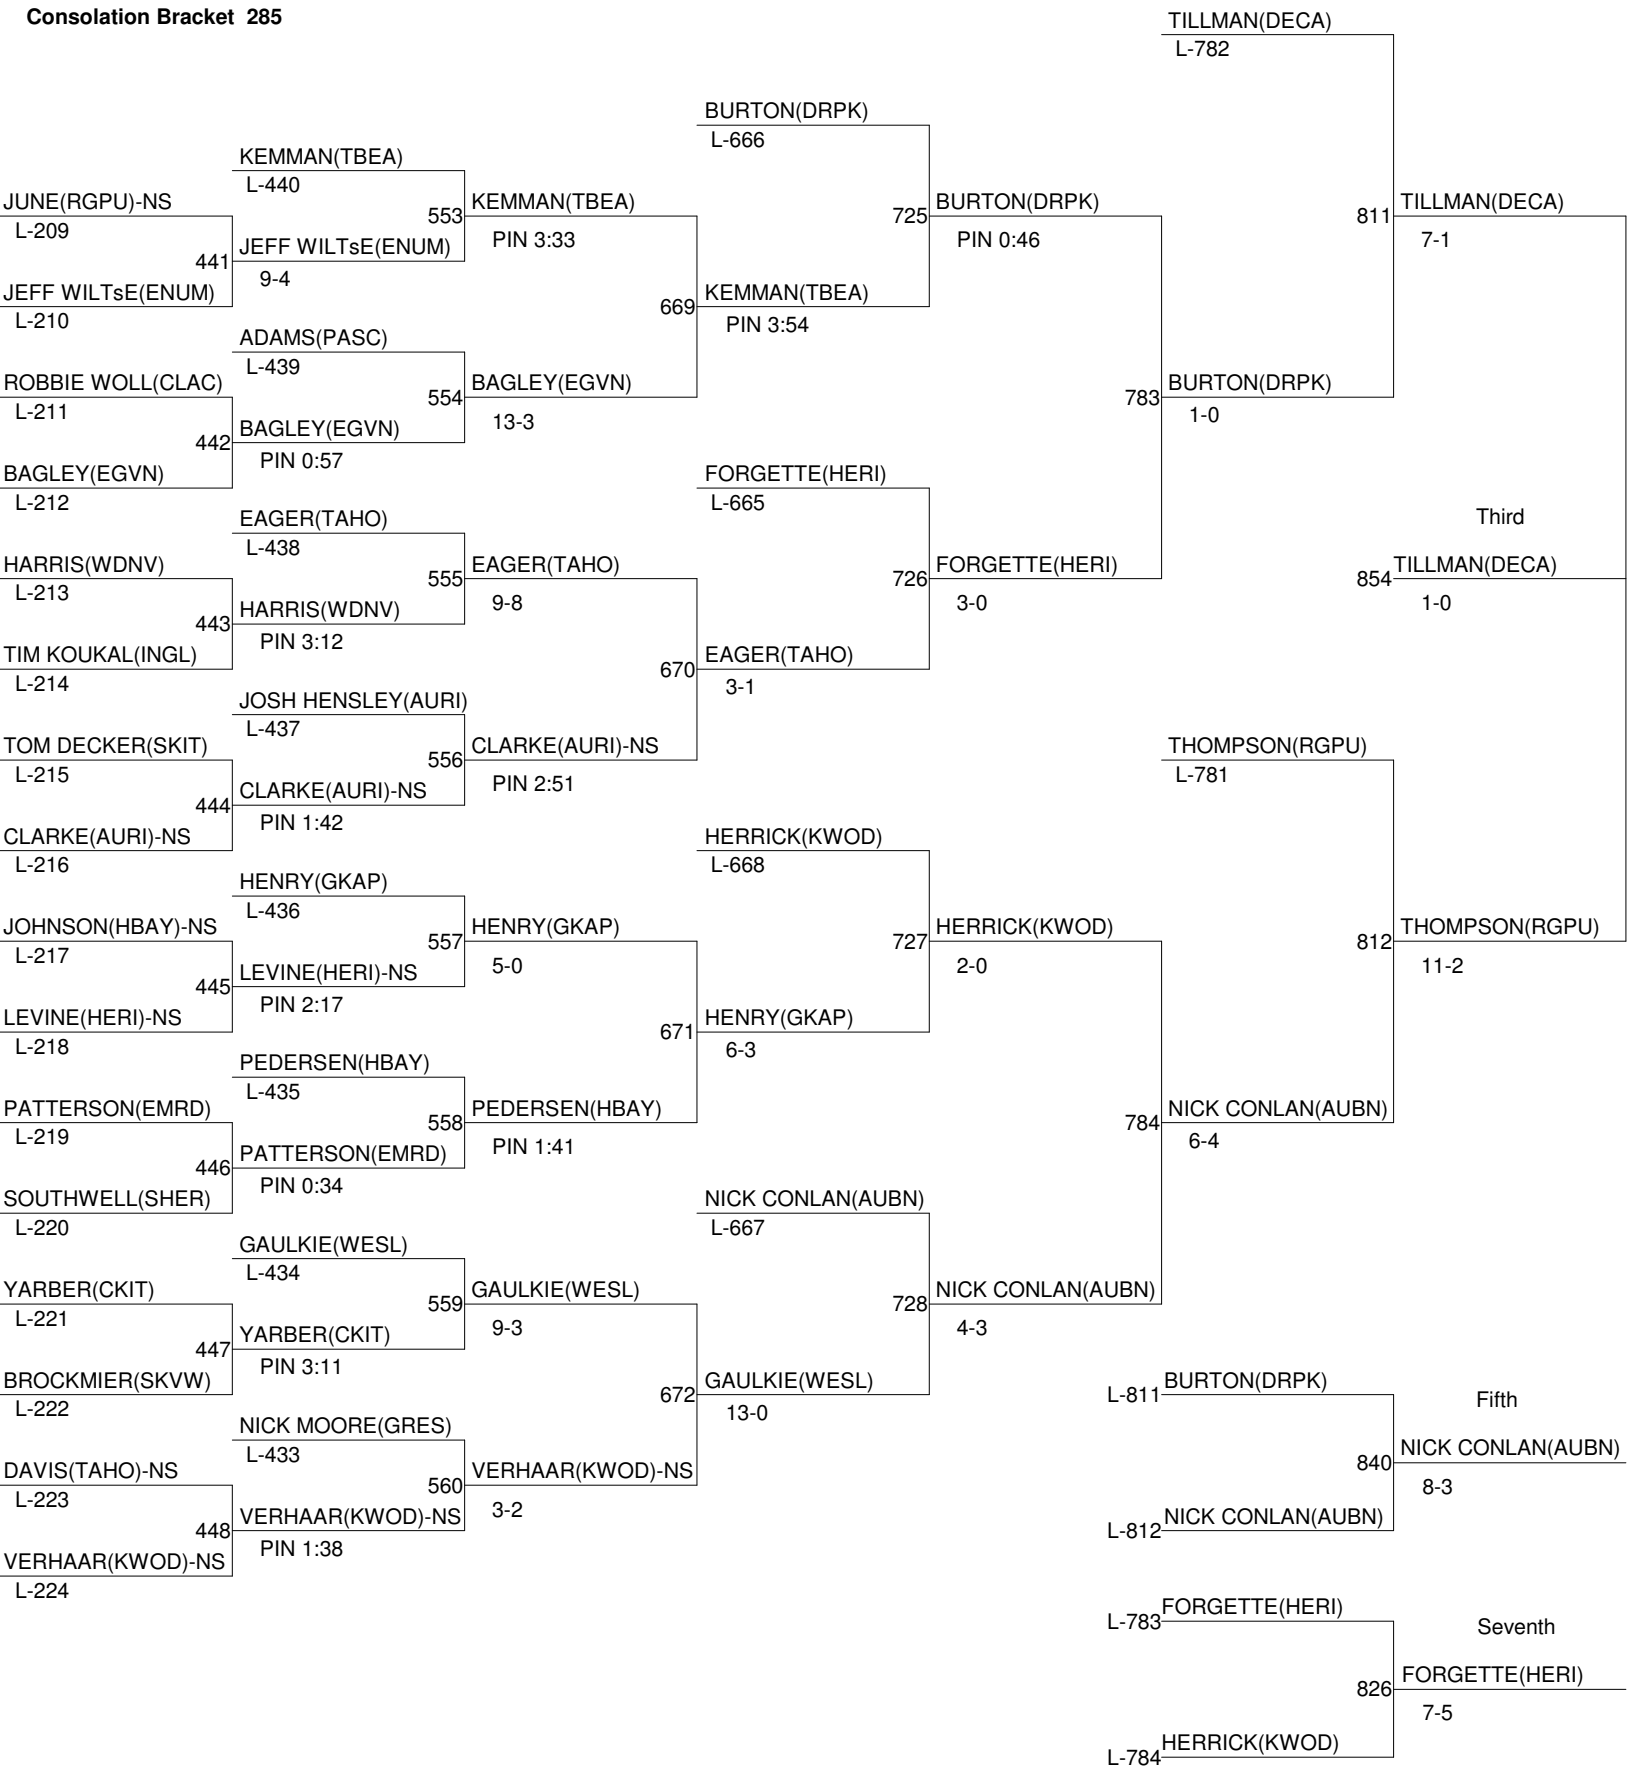 Consolation Bracket 285
JUNE(RGPU)-NS
L-209
JEFF WILTsE(ENUM)
L-210
ROBBIE WOLL(CLAC)
L-211
BAGLEY(EGVN)
L-212
HARRIS(WDNV)
L-213
TIM KOUKAL(INGL)
L-214
TOM DECKER(SKIT)
L-215
CLARKE(AURI)-NS
L-216
JOHNSON(HBAY)-NS
L-217
LEVINE(HERI)-NS
L-218
PATTERSON(EMRD)
L-219
SOUTHWELL(SHER)
L-220
YARBER(CKIT)
L-221
BROCKMIER(SKVW)
L-222
DAVIS(TAHO)-NS
L-223
VERHAAR(KWOD)-NS
L-224
KEMMAN(TBEA)
L-440
441
JEFF WILTsE(ENUM)
9-4
ADAMS(PASC)
L-439
442
BAGLEY(EGVN)
PIN 0:57
EAGER(TAHO)
L-438
443
HARRIS(WDNV)
PIN 3:12
JOSH HENSLEY(AURI)
L-437
444
CLARKE(AURI)-NS
PIN 1:42
HENRY(GKAP)
L-436
445
LEVINE(HERI)-NS
PIN 2:17
PEDERSEN(HBAY)
L-435
446
PATTERSON(EMRD)
PIN 0:34
GAULKIE(WESL)
L-434
447
YARBER(CKIT)
PIN 3:11
NICK MOORE(GRES)
L-433
448
VERHAAR(KWOD)-NS
PIN 1:38
553
KEMMAN(TBEA)
PIN 3:33
554
BAGLEY(EGVN)
13-3
555
EAGER(TAHO)
9-8
556
CLARKE(AURI)-NS
PIN 2:51
557
HENRY(GKAP)
5-0
558
PEDERSEN(HBAY)
PIN 1:41
559
GAULKIE(WESL)
9-3
560
VERHAAR(KWOD)-NS
3-2
BURTON(DRPK)
L-666
669
KEMMAN(TBEA)
PIN 3:54
FORGETTE(HERI)
L-665
670
EAGER(TAHO)
3-1
HERRICK(KWOD)
L-668
671
HENRY(GKAP)
6-3
NICK CONLAN(AUBN)
L-667
672
GAULKIE(WESL)
13-0
725
BURTON(DRPK)
PIN 0:46
726
FORGETTE(HERI)
3-0
727
HERRICK(KWOD)
2-0
728
NICK CONLAN(AUBN)
4-3
TILLMAN(DECA)
L-782
783
BURTON(DRPK)
1-0
THOMPSON(RGPU)
L-781
784
NICK CONLAN(AUBN)
6-4
811
TILLMAN(DECA)
7-1
Third
854
TILLMAN(DECA)
1-0
812
THOMPSON(RGPU)
11-2
L-811
BURTON(DRPK)
Fifth
840
NICK CONLAN(AUBN)
8-3
L-812
NICK CONLAN(AUBN)
L-783
FORGETTE(HERI)
Seventh
826
FORGETTE(HERI)
7-5
L-784
HERRICK(KWOD)